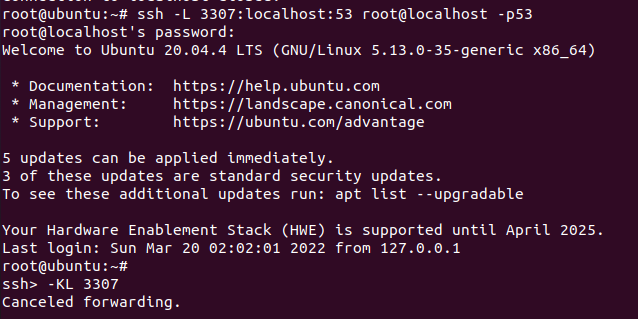 root@ubuntu:~# ssh -L 3307:localhost:53 root@localhost -p53
root@localhost's password:
Welcome to Ubuntu 20.04.4 LTS (GNU/Linux 5.13.0-35-generic x86_64)
* Documentation:  https://help.ubuntu.com
* Management:     https://landscape.canonical.com
* Support:        https://ubuntu.com/advantage
5 updates can be applied immediately.
3 of these updates are standard security updates.
To see these additional updates run: apt list --upgradable
Your Hardware Enablement Stack (HWE) is supported until April 2025.
Last login: Sun Mar 20 02:02:01 2022 from 127.0.0.1
root@ubuntu:~#
ssh> -KL 3307
Canceled forwarding.